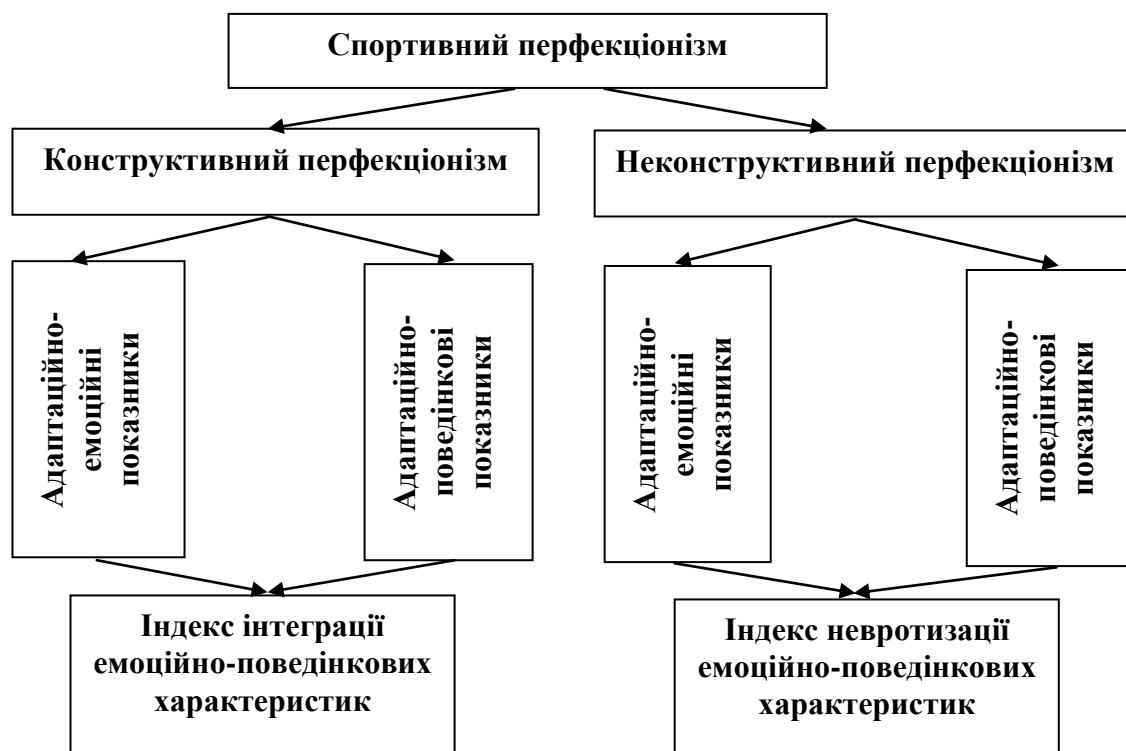 Спортивний перфекціонізм
Конструктивний перфекціонізм
Неконструктивний перфекціонізм
Адаптаційно-
емоційні
показники
Адаптаційно-
поведінкові
показники
Адаптаційно-
емоційні
показники
Адаптаційно-
поведінкові
показники
Індекс інтеграції
емоційно-поведінкових
характеристик
Індекс невротизації
емоційно-поведінкових
характеристик